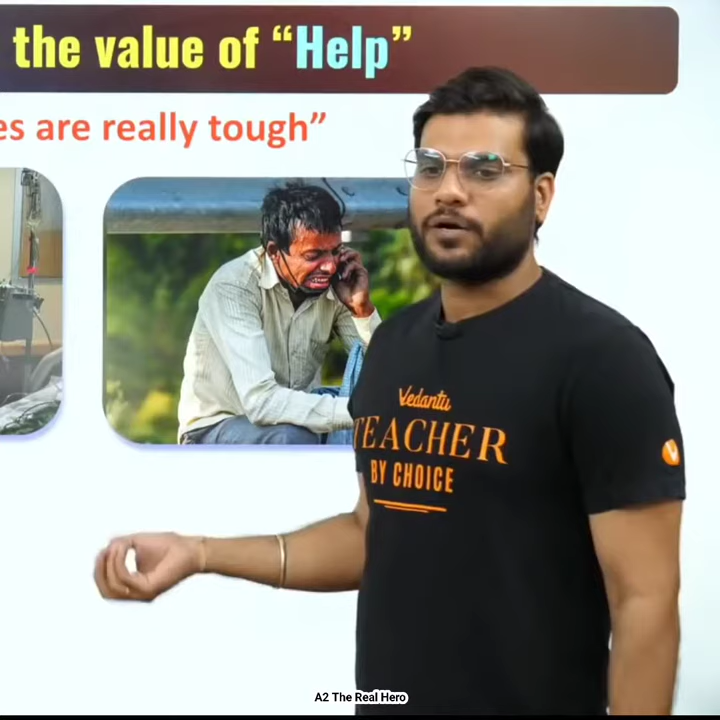 the value of “Help”
es are really tough”
Vedantu
TEACHER
BY CHOICE
V
A2 The Real Hero